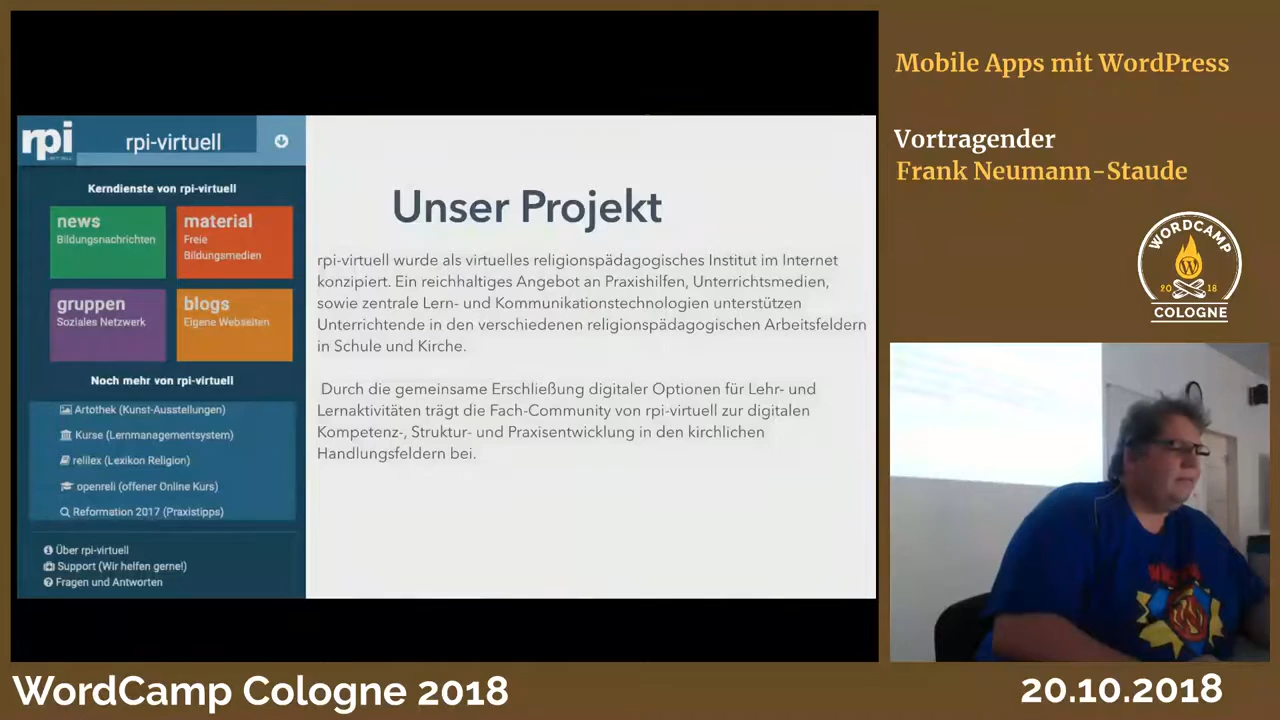 rpi
rpi-virtuell
Kerndienste von rpi-virtuell
news
Bildungsnachrichten
material
Freie
Bildungsmedien
gruppen
Soziales Netzwerk
blogs
Eigene Webseiten
Noch mehr von rpi-virtuell
Artothek (Kunst-Ausstellungen)
Kurse (Lernmanagementsystem)
relilex (Lexikon Religion)
openreli (offener Online Kurs)
Reformation 2017 (Praxistipps)
Über rpi-virtuell
Support (Wir helfen gerne!)
Fragen und Antworten
Unser Projekt
rpi-virtuell wurde als virtuelles religionspädagogisches Institut im Internet
konzipiert. Ein reichhaltiges Angebot an Praxishilfen, Unterrichtsmedien,
sowie zentrale Lern- und Kommunikationstechnologien unterstützen
Unterrichtende in den verschiedenen religionspädagogischen Arbeitsfeldern
in Schule und Kirche.
Durch die gemeinsame Erschließung digitaler Optionen für Lehr- und
Lernaktivitäten trägt die Fach-Community von rpi-virtuell zur digitalen
Kompetenz-, Struktur- und Praxisentwicklung in den kirchlichen
Handlungsfeldern bei.
Mobile Apps mit WordPress
Vortragender
Frank Neumann-Staude
WORDCAMP
2018
COLOGNE
WordCamp Cologne 2018
20.10.2018